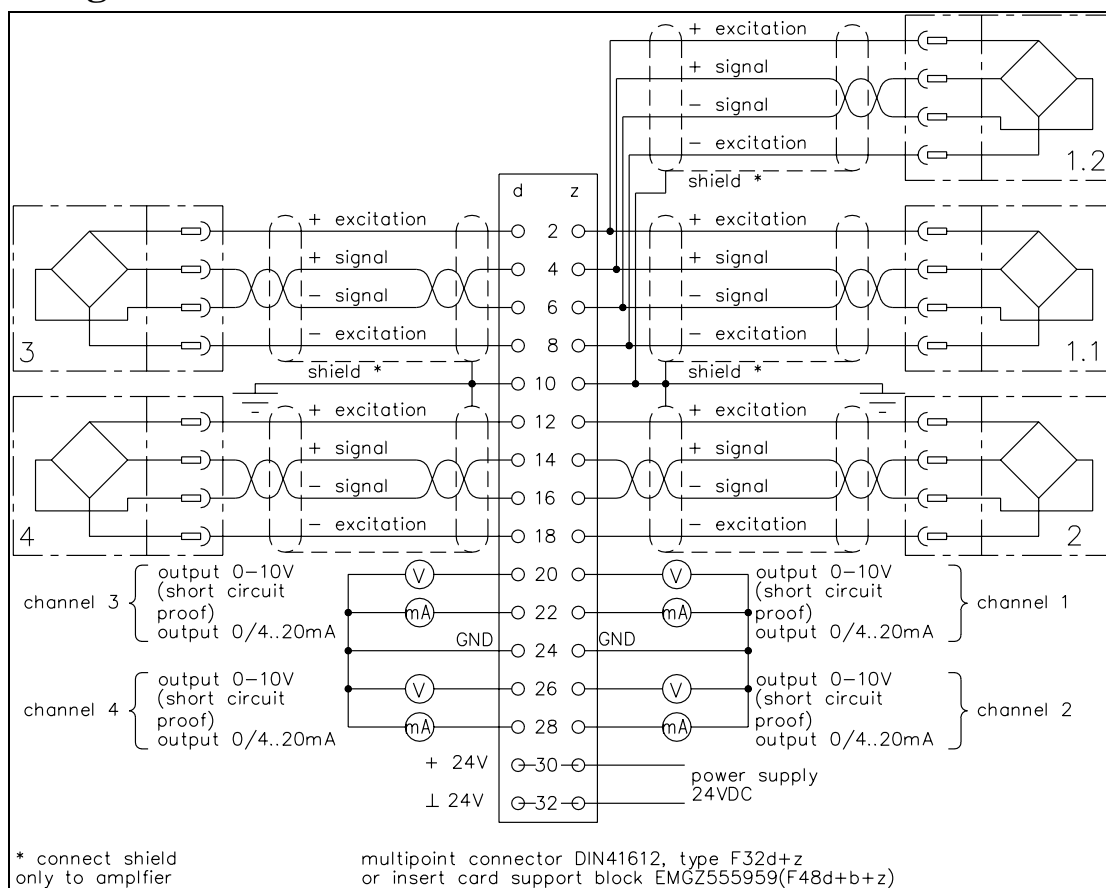 + excitation
+ signal
− signal
− excitation
1.2
shield *
d z
+ excitation 2
+ signal 4 + signal
− signal 6 − signal
− excitation 8 − excitation
3 1.1
shield * 10 shield *
+ excitation 12 + excitation
+ signal 14 + signal
− signal 16 − signal
− excitation 18 − excitation
4 2
channel 3
output 0–10V
(short circuit
proof)
output 0/4..20mA
V 20 V
mA 22 mA
output 0–10V
(short circuit
proof)
output 0/4..20mA
channel 1
GND 24 GND
channel 4
output 0–10V
(short circuit
proof)
output 0/4..20mA
V 26 V
mA 28 mA
output 0–10V
(short circuit
proof)
output 0/4..20mA
channel 2
+ 24V 30
⊥ 24V 32
power supply
24VDC
* connect shield
only to amplfier
multipoint connector DIN41612, type F32d+z
or insert card support block EMGZ555959(F48d+b+z)